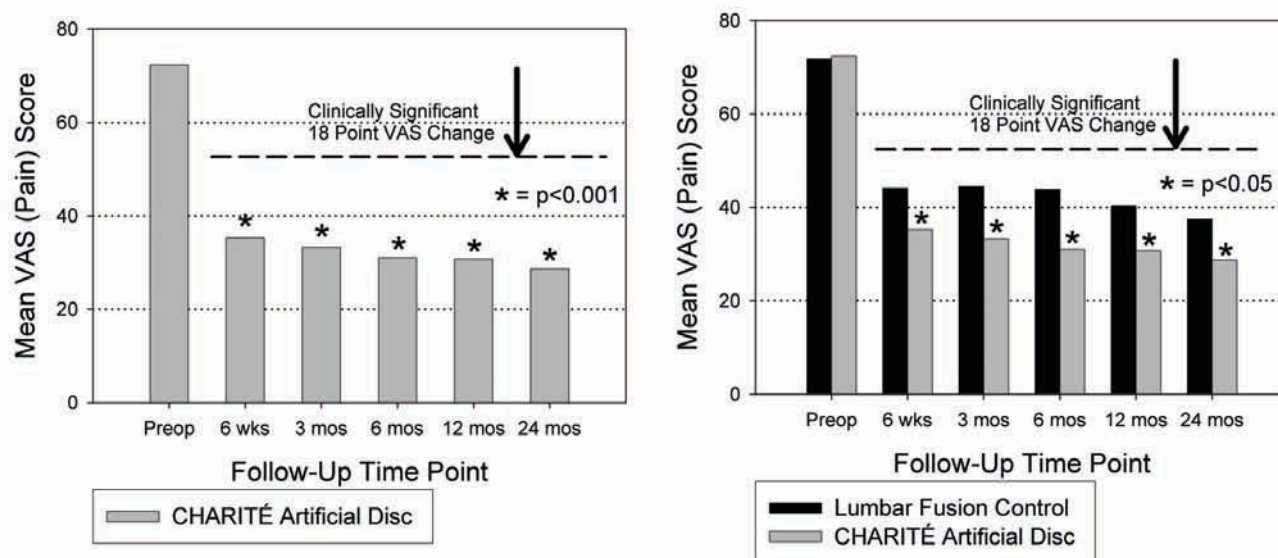 Mean VAS (Pain) Score
80
60
40
20
0
Clinically Significant
18 Point VAS Change
* = p<0.001
* * * * *
Preop 6 wks 3 mos 6 mos 12 mos 24 mos
Follow-Up Time Point
CHARITÉ Artificial Disc
Mean VAS (Pain) Score
80
60
40
20
0
Clinically Significant
18 Point VAS Change
* = p<0.05
* * * * *
Preop 6 wks 3 mos 6 mos 12 mos 24 mos
Follow-Up Time Point
Lumbar Fusion Control
CHARITÉ Artificial Disc